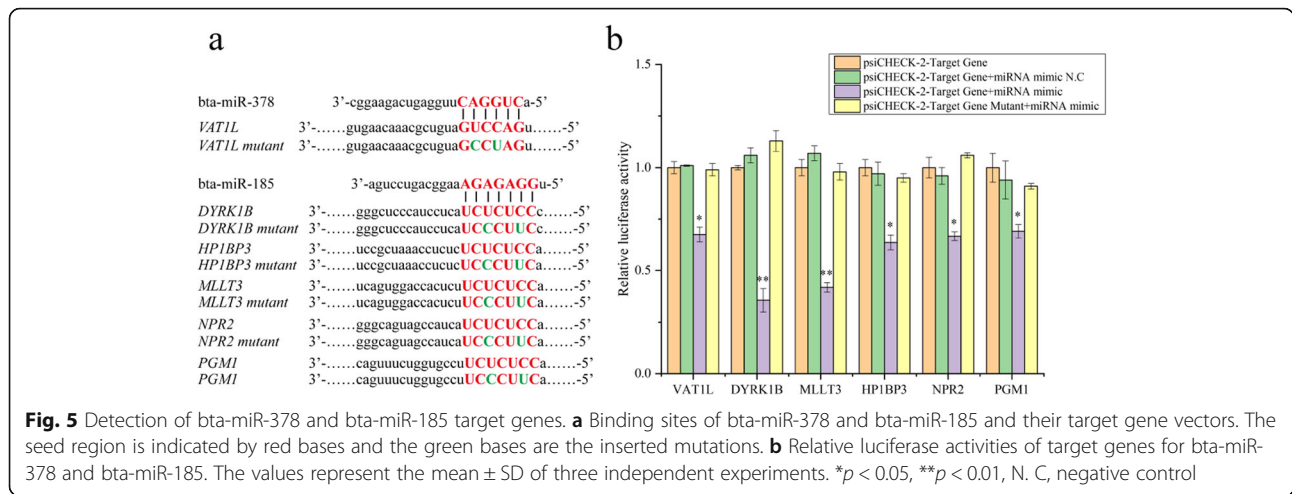 a
bta-miR-378 3'-cggaagacugagguuCAGGUCa-5'
VAT1L 3'-……gugaacaaacgcuguaGUCCAGu……-5'
VAT1L mutant 3'-……gugaacaaacgcuguaGCCUAGu……-5'
bta-miR-185 3'-aguccugacggaaAGAGAGGu-5'
DYRK1B 3'-……gggcucccauccucaUCUCUCCc……-5'
DYRK1B mutant 3'-……gggcucccauccucaUCCCUUCc……-5'
HP1BP3 3'-……uccgcuaaaccucucUCUCUCCa……-5'
HP1BP3 mutant 3'-……uccgcuaaaccucucUCCCUUCa……-5'
MLLT3 3'-……ucaguggaccacucuUCUCUCCa……-5'
MLLT3 mutant 3'-……ucaguggaccacucuUCCCUUCa……-5'
NPR2 3'-……gggcaguagccaucaUCUCUCCa……-5'
NPR2 mutant 3'-……gggcaguagccaucaUCCCUUCa……-5'
PGM1 3'-……caguuucuggugccuUCUCUCCa……-5'
PGM1 3'-……caguuucuggugccuUCCCUUCa……-5'
b
psiCHECK-2-Target Gene
psiCHECK-2-Target Gene+miRNA mimic N.C
psiCHECK-2-Target Gene+miRNA mimic
psiCHECK-2-Target Gene Mutant+miRNA mimic
Relative luciferase activity
1.5
1.0
0.5
0.0
* ** ** * * *
VAT1L DYRK1B MLLT3 HP1BP3 NPR2 PGM1
Fig. 5 Detection of bta-miR-378 and bta-miR-185 target genes. a Binding sites of bta-miR-378 and bta-miR-185 and their target gene vectors. The
seed region is indicated by red bases and the green bases are the inserted mutations. b Relative luciferase activities of target genes for bta-miR-
378 and bta-miR-185. The values represent the mean ± SD of three independent experiments. *p < 0.05, **p < 0.01, N. C, negative control